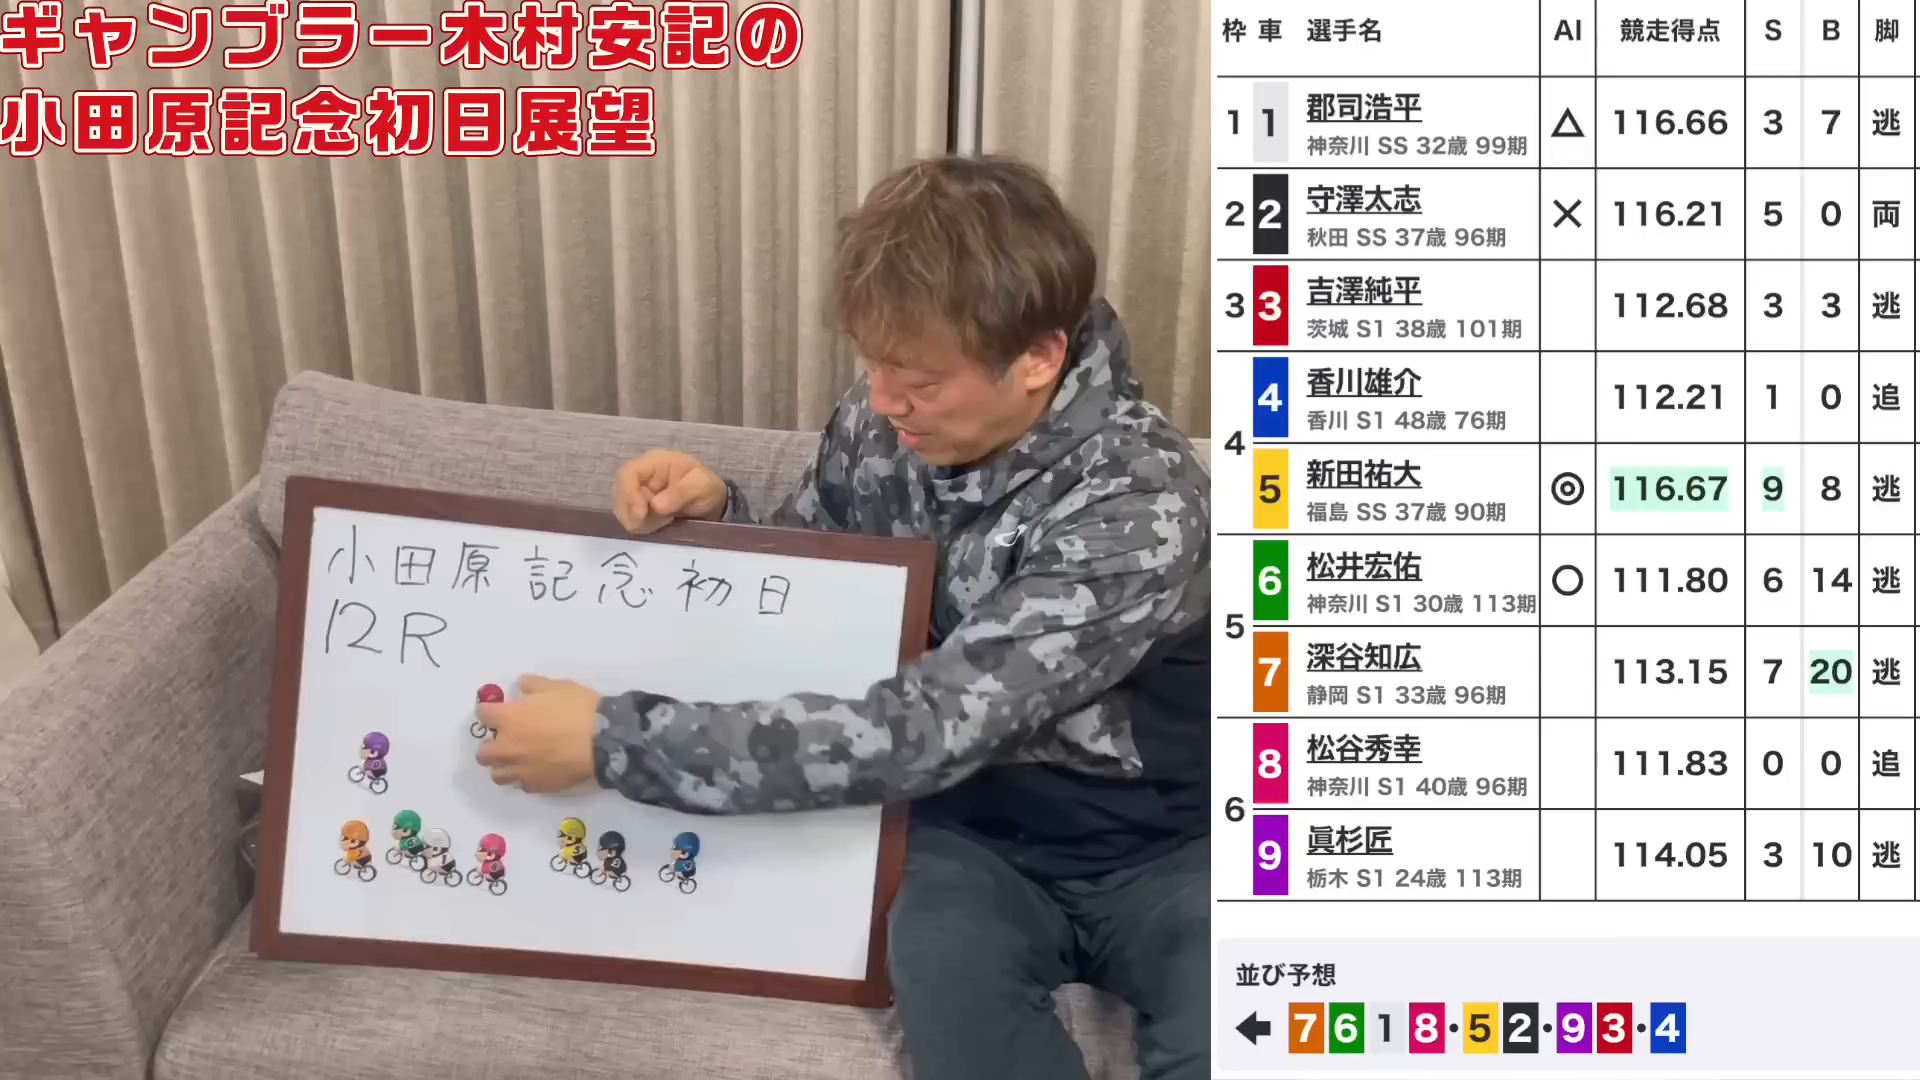 ギャンブラー木村安記の
小田原記念初日展望
小田原記念初日
12R
枠 車 選手名 AI 競走得点 S B 脚
1 1 郡司浩平 △ 116.66 3 7 逃
神奈川 SS 32歳 99期
2 2 守澤太志 × 116.21 5 0 両
秋田 SS 37歳 96期
3 3 吉澤純平 112.68 3 3 逃
茨城 S1 38歳 101期
4 4 香川雄介 112.21 1 0 追
香川 S1 48歳 76期
5 新田祐大 ◎ 116.67 9 8 逃
福島 SS 37歳 90期
5 6 松井宏佑 ○ 111.80 6 14 逃
神奈川 S1 30歳 113期
7 深谷知広 113.15 7 20 逃
静岡 S1 33歳 96期
6 8 松谷秀幸 111.83 0 0 追
神奈川 S1 40歳 96期
9 眞杉匠 114.05 3 10 逃
栃木 S1 24歳 113期
並び予想
← 7 6 1 8・5 2・9 3・4